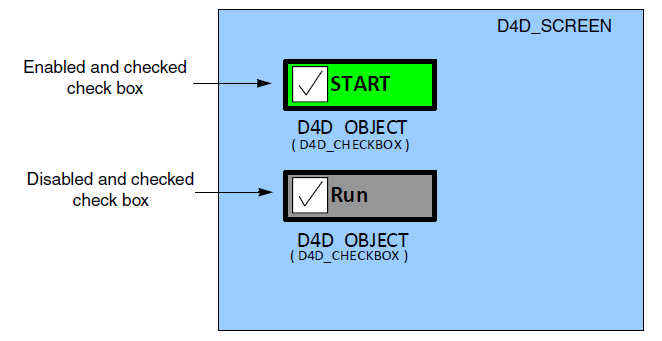 D4D_SCREEN
Enabled and checked
check box
START
D4D OBJECT
( D4D_CHECKBOX )
Disabled and checked
check box
Run
D4D OBJECT
( D4D_CHECKBOX )